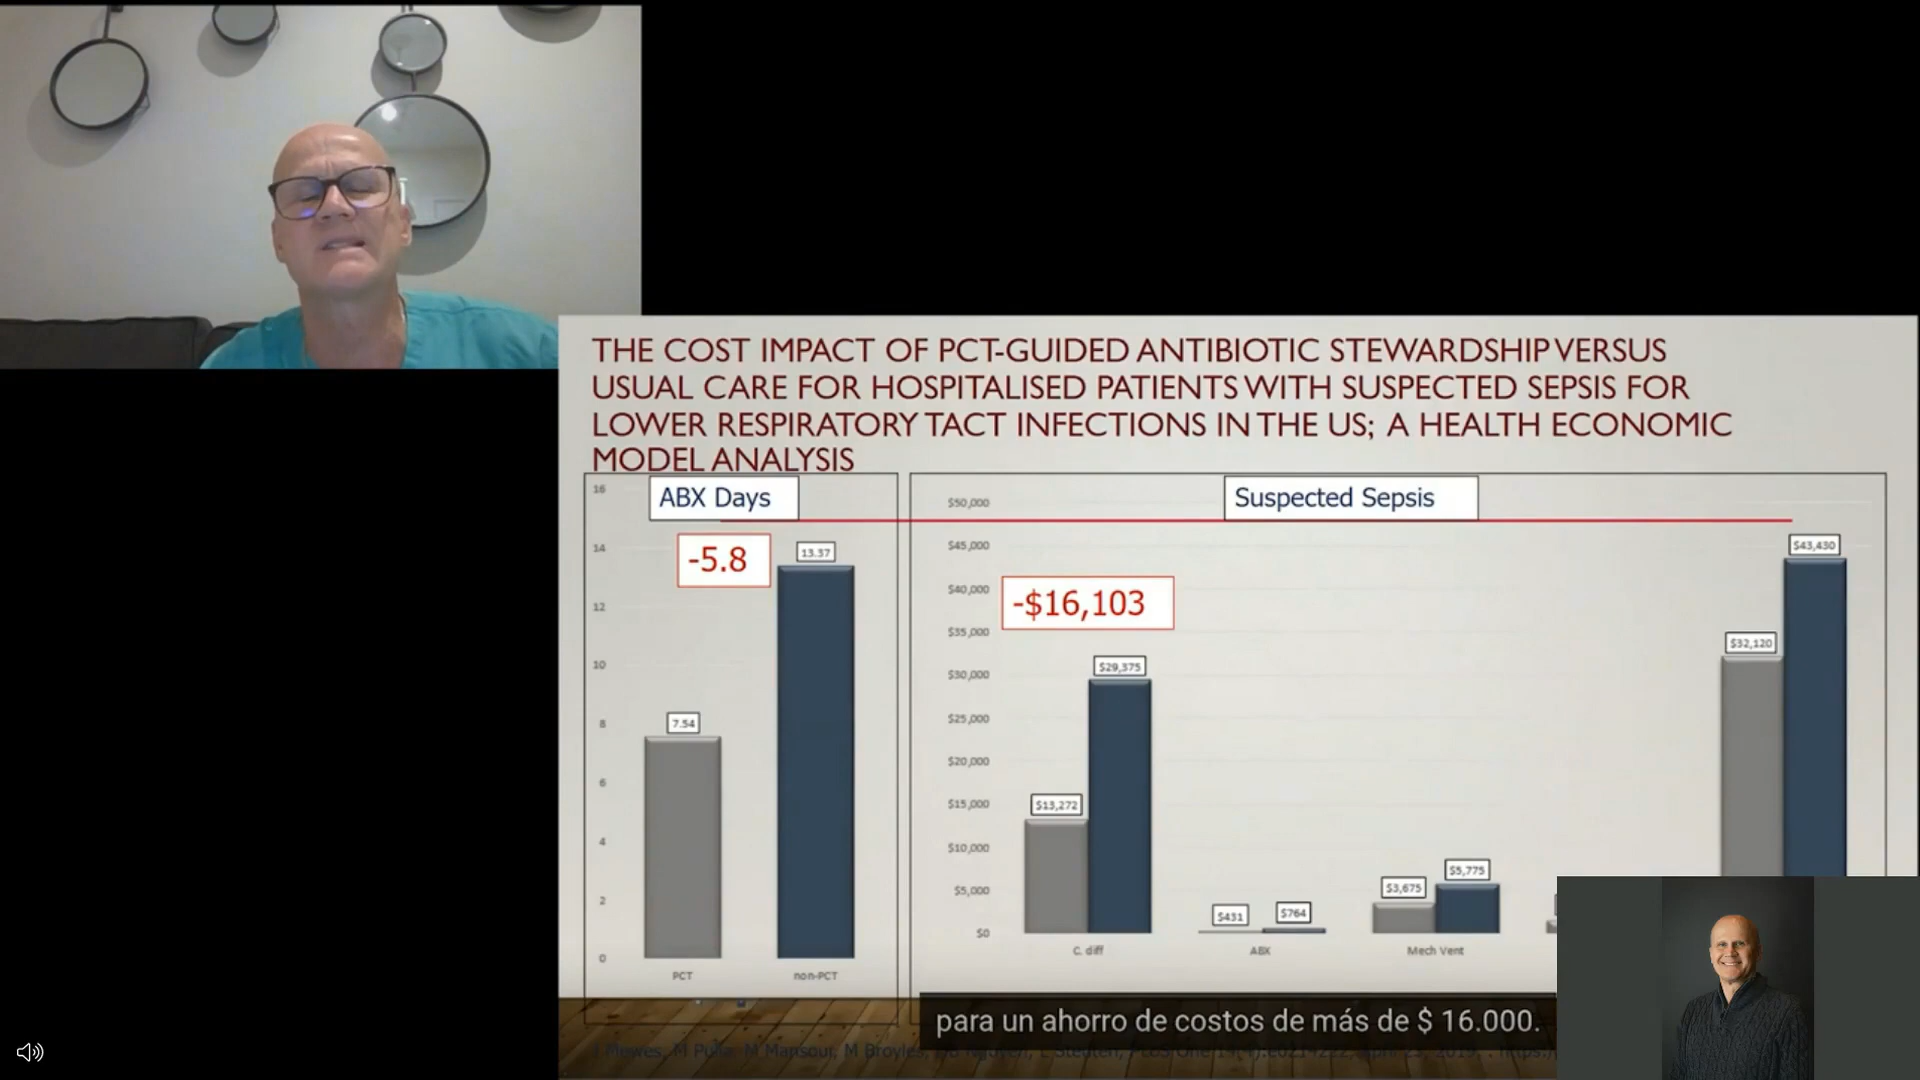 THE COST IMPACT OF PCT-GUIDED ANTIBIOTIC STEWARDSHIP VERSUS
USUAL CARE FOR HOSPITALISED PATIENTS WITH SUSPECTED SEPSIS FOR
LOWER RESPIRATORY TACT INFECTIONS IN THE US; A HEALTH ECONOMIC
MODEL ANALYSIS
ABX Days
-5.8
16
14
12
10
8
6
4
2
0
13.37
7.54
PCT
non-PCT
Suspected Sepsis
-$16,103
$50,000
$45,000
$40,000
$35,000
$30,000
$25,000
$20,000
$15,000
$10,000
$5,000
$0
$13,272
$29,375
$431
$764
$3,675
$5,775
$32,120
$43,430
C. diff
ABX
Mech Vent
para un ahorro de costos de más de $ 16.000.
M Mansour, M Broyles,